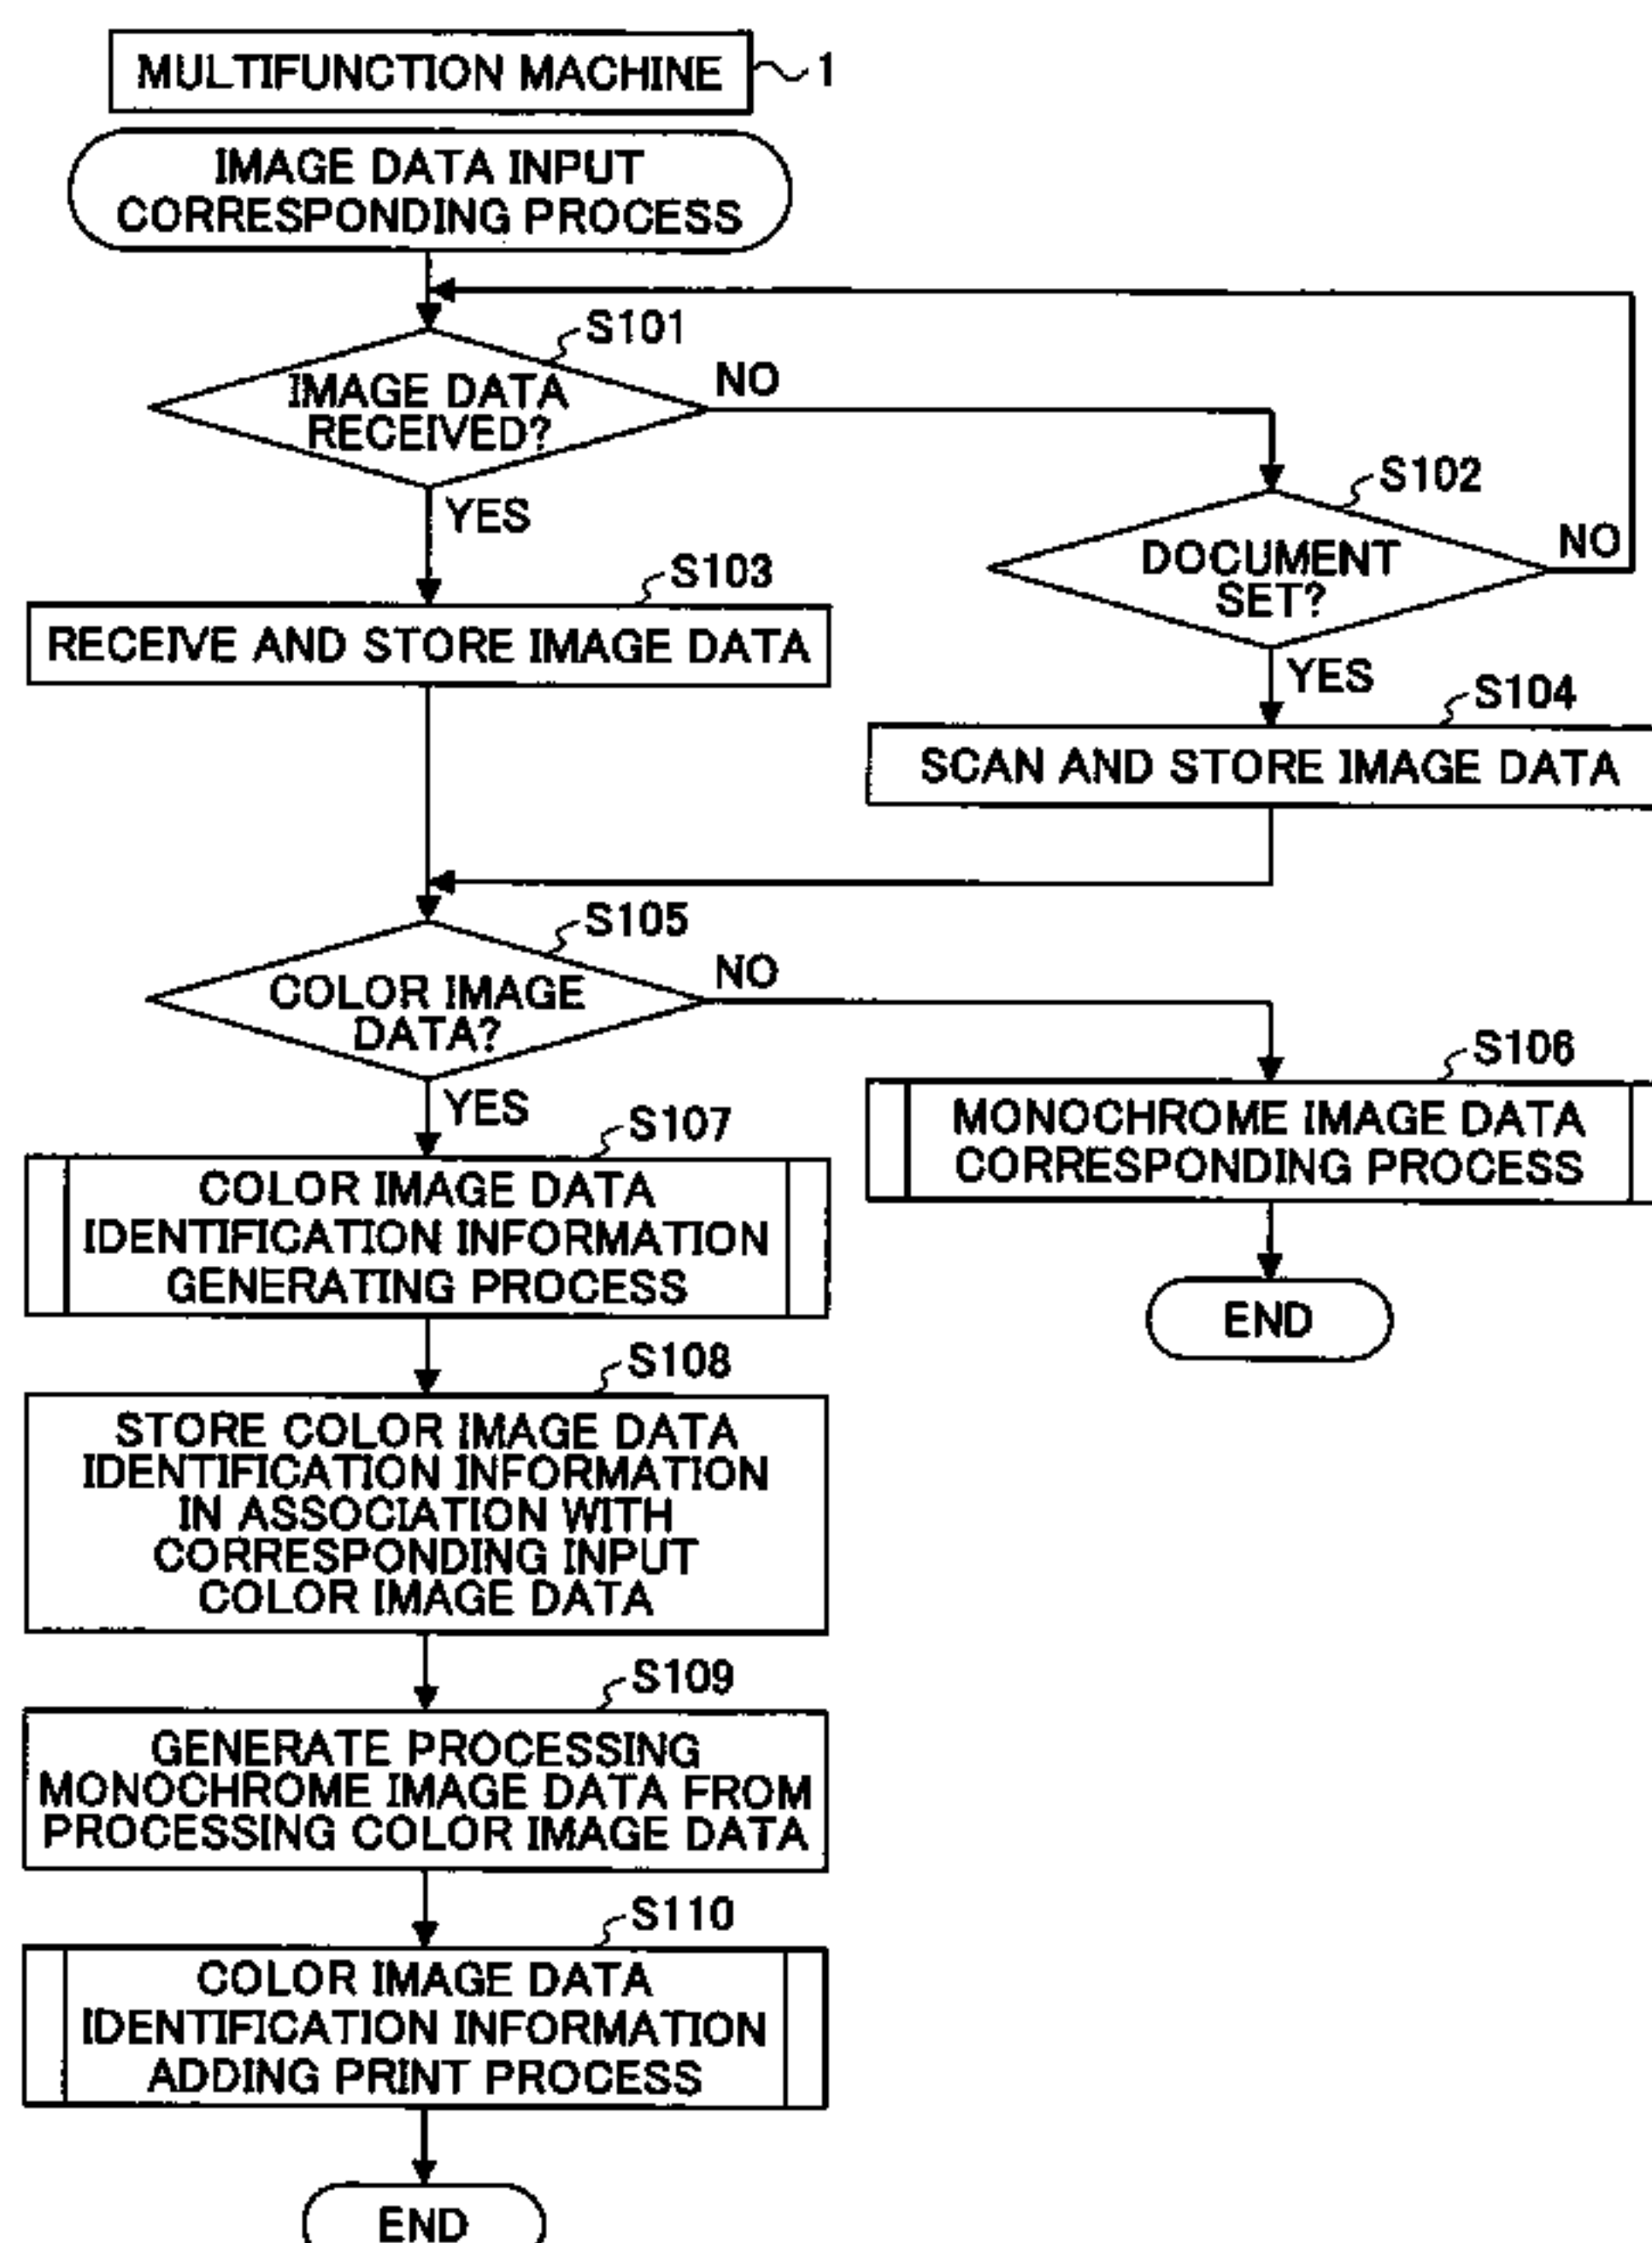 MULTIFUNCTION MACHINE
1
IMAGE DATA INPUT
CORRESPONDING PROCESS
S101
IMAGE DATA
RECEIVED?
NO
YES
S102
DOCUMENT
SET?
NO
YES
S103
RECEIVE AND STORE IMAGE DATA
S104
SCAN AND STORE IMAGE DATA
S105
COLOR IMAGE
DATA?
NO
YES
S106
MONOCHROME IMAGE DATA
CORRESPONDING PROCESS
END
S107
COLOR IMAGE DATA
IDENTIFICATION INFORMATION
GENERATING PROCESS
S108
STORE COLOR IMAGE DATA
IDENTIFICATION INFORMATION
IN ASSOCIATION WITH
CORRESPONDING INPUT
COLOR IMAGE DATA
S109
GENERATE PROCESSING
MONOCHROME IMAGE DATA FROM
PROCESSING COLOR IMAGE DATA
S110
COLOR IMAGE DATA
IDENTIFICATION INFORMATION
ADDING PRINT PROCESS
END